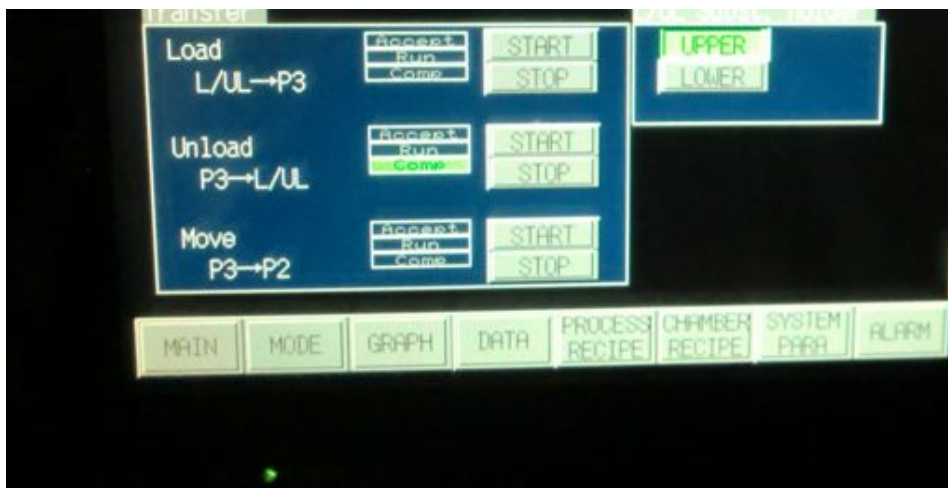 Transfer
Load
L/UL→P3
Accept
Run
Comp
START
STOP
Unload
P3→L/UL
Accept
Run
Comp
START
STOP
Move
P3→P2
Accept
Run
Comp
START
STOP
UPPER
LOWER
MAIN
MODE
GRAPH
DATA
PROCESS
RECIPE
CHAMBER
RECIPE
SYSTEM
PARA
ALARM